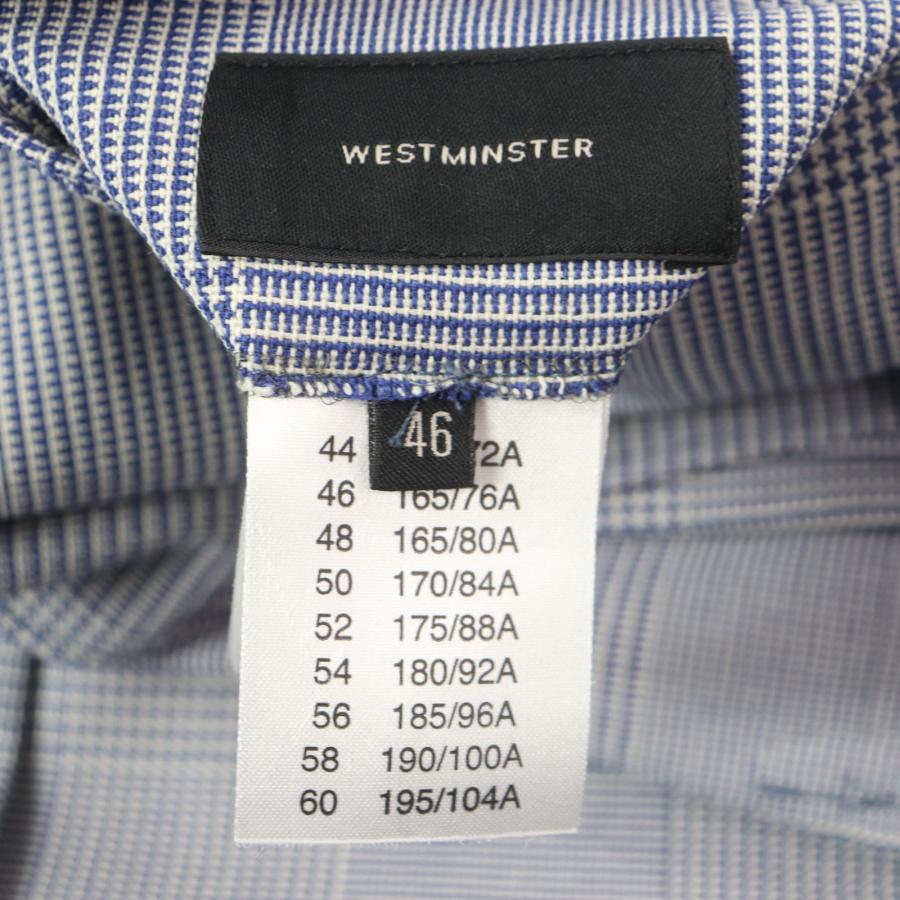 WESTMINSTER
46
44 72A
46 165/76A
48 165/80A
50 170/84A
52 175/88A
54 180/92A
56 185/96A
58 190/100A
60 195/104A